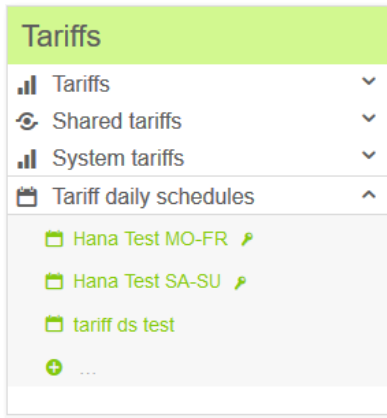 Tariffs
Tariffs
Shared tariffs
System tariffs
Tariff daily schedules
Hana Test MO-FR
Hana Test SA-SU
tariff ds test
...